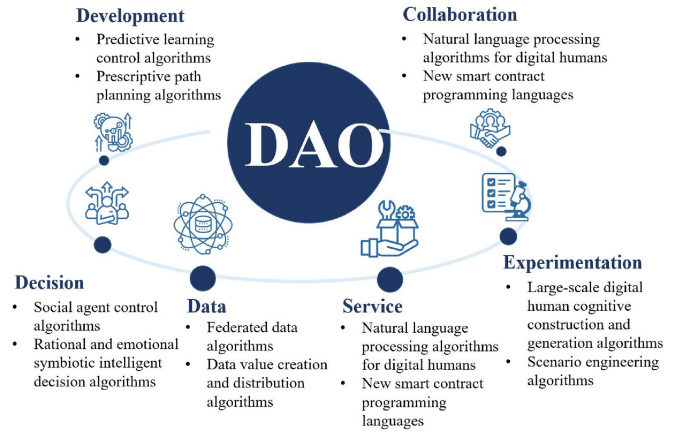 Development
• Predictive learning
control algorithms
• Prescriptive path
planning algorithms
Collaboration
• Natural language processing
algorithms for digital humans
• New smart contract
programming languages
DAO
Decision
• Social agent control
algorithms
• Rational and emotional
symbiotic intelligent
decision algorithms
Data
• Federated data
algorithms
• Data value creation
and distribution
algorithms
Service
• Natural language
processing algorithms
for digital humans
• New smart contract
programming
languages
Experimentation
• Large-scale digital
human cognitive
construction and
generation algorithms
• Scenario engineering
algorithms